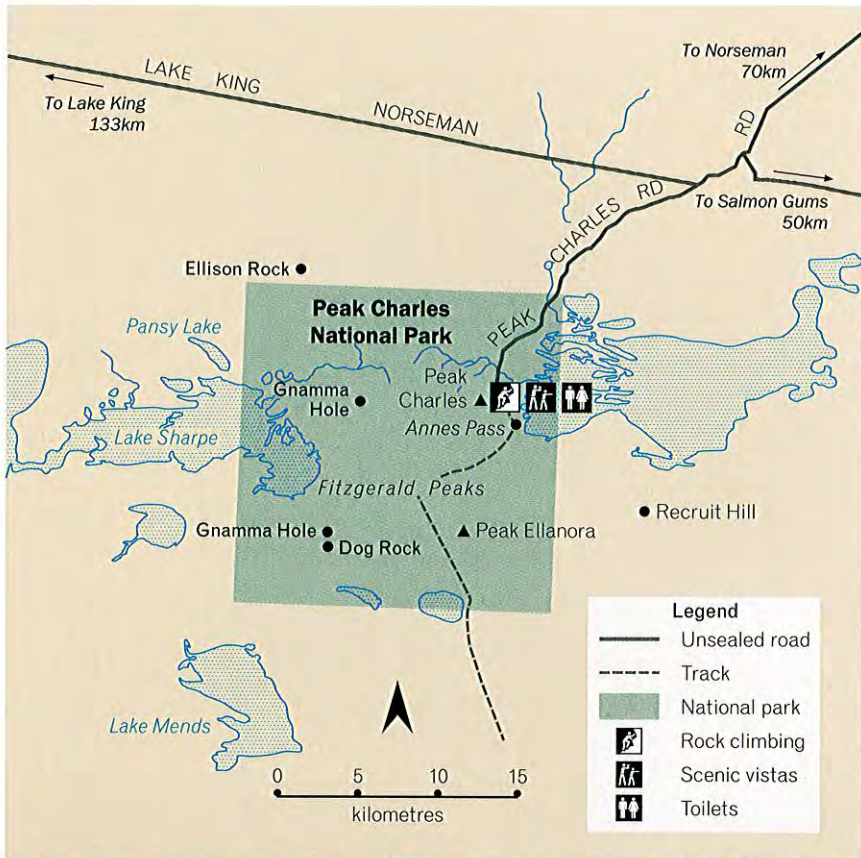 To Norseman
70km
LAKE KING
NORSEMAN
To Lake King
133km
RD
CHARLES RD
PEAK
To Salmon Gums
50km
Ellison Rock
Peak Charles
National Park
Pansy Lake
Gnamma
Hole
Peak
Charles
Annes Pass
Lake Sharpe
Fitzgerald Peaks
Recruit Hill
Gnamma Hole
Dog Rock
Peak Ellanora
Lake Mends
0 5 10 15
kilometres
Legend
Unsealed road
Track
National park
Rock climbing
Scenic vistas
Toilets